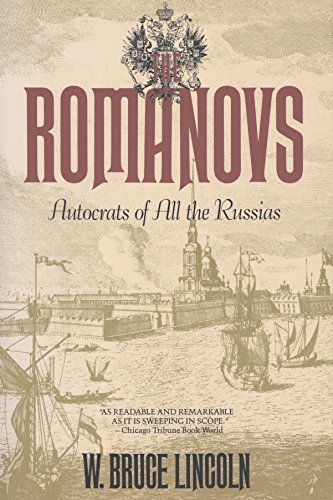 THE
ROMANOVS
Autocrats of All the Russias
"AS READABLE AND REMARKABLE
AS IT IS SWEEPING IN SCOPE."
—Chicago Tribune Book World
W. BRUCE LINCOLN